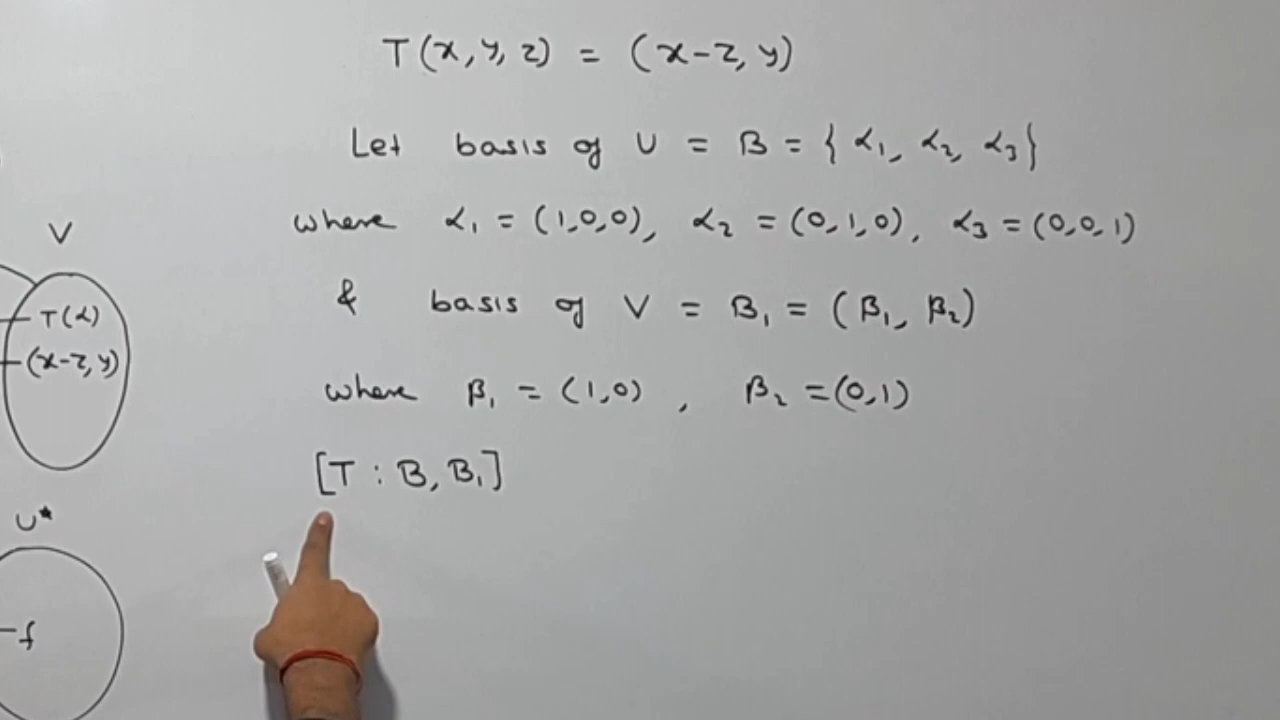 T(x, y, z) = (x-z, y)
Let basis of U = B = { α₁, α₂, α₃}
where α₁ = (1,0,0), α₂ = (0,1,0), α₃ = (0,0,1)
& basis of V = B₁ = (β₁, β₂)
where β₁ = (1,0) , β₂ = (0,1)
[T : B, B₁]
V
T(α)
(x-z, y)
U*
f